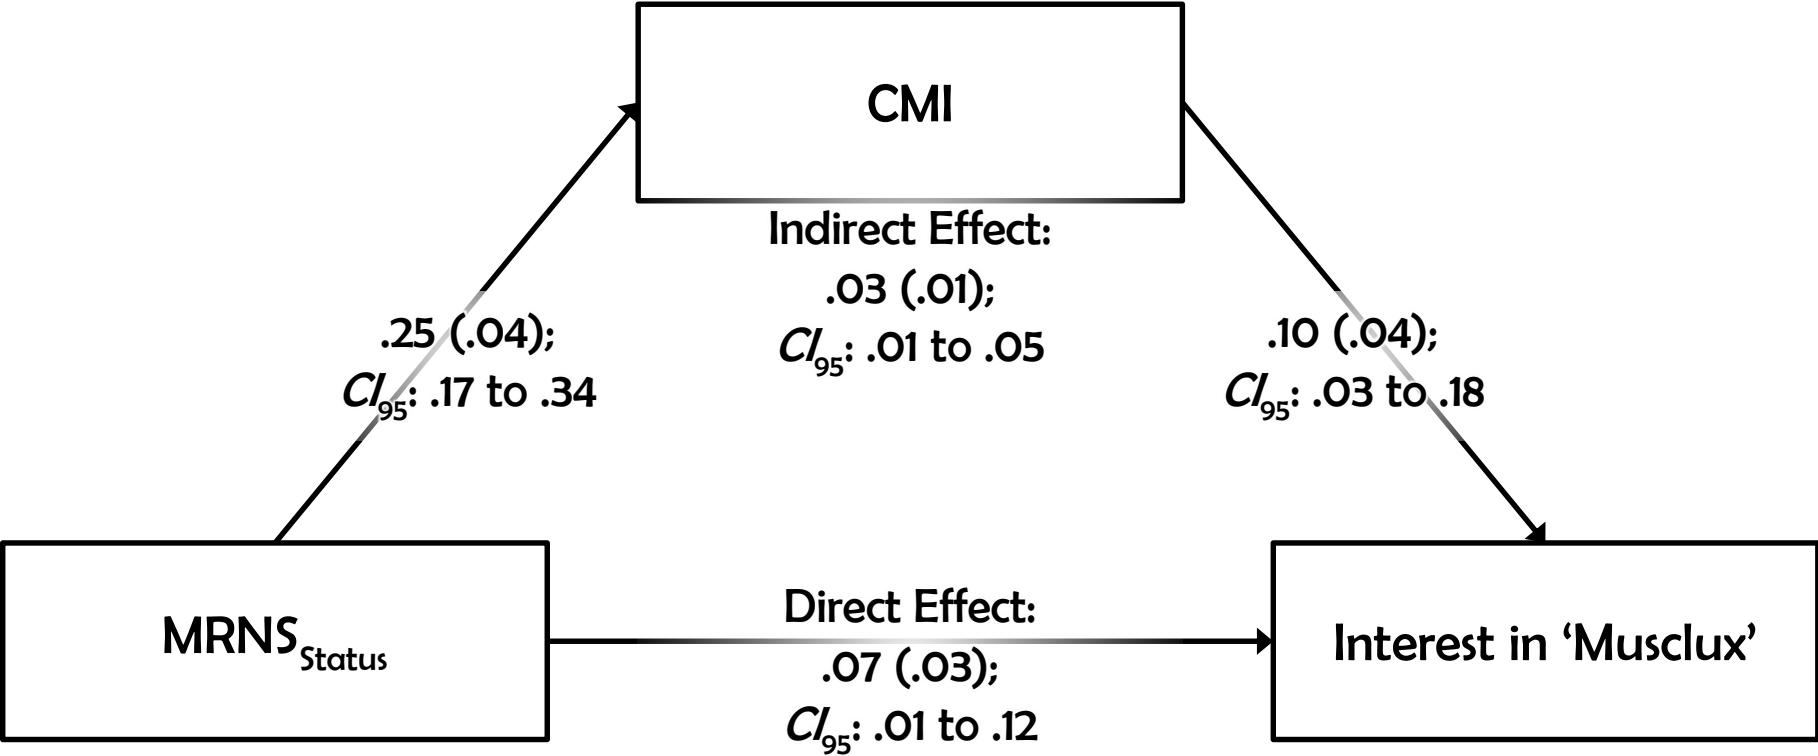 CMI
Indirect Effect:
.03 (.01);
CI95: .01 to .05
.25 (.04);
CI95: .17 to .34
.10 (.04);
CI95: .03 to .18
MRNSStatus
Direct Effect:
.07 (.03);
CI95: .01 to .12
Interest in ‘Musclux’